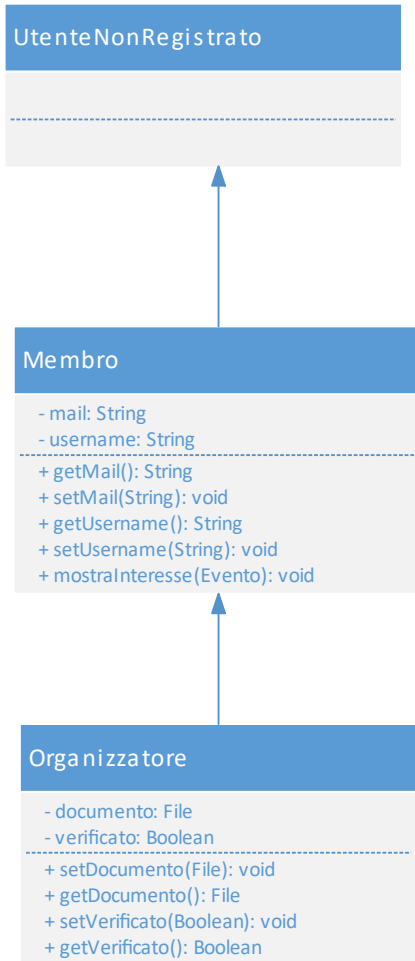 UtenteNonRegistrato
Membro
- mail: String
- username: String
+ getMail(): String
+ setMail(String): void
+ getUsername(): String
+ setUsername(String): void
+ mostraInteresse(Evento): void
Organizzatore
- documento: File
- verificato: Boolean
+ setDocumento(File): void
+ getDocumento(): File
+ setVerificato(Boolean): void
+ getVerificato(): Boolean